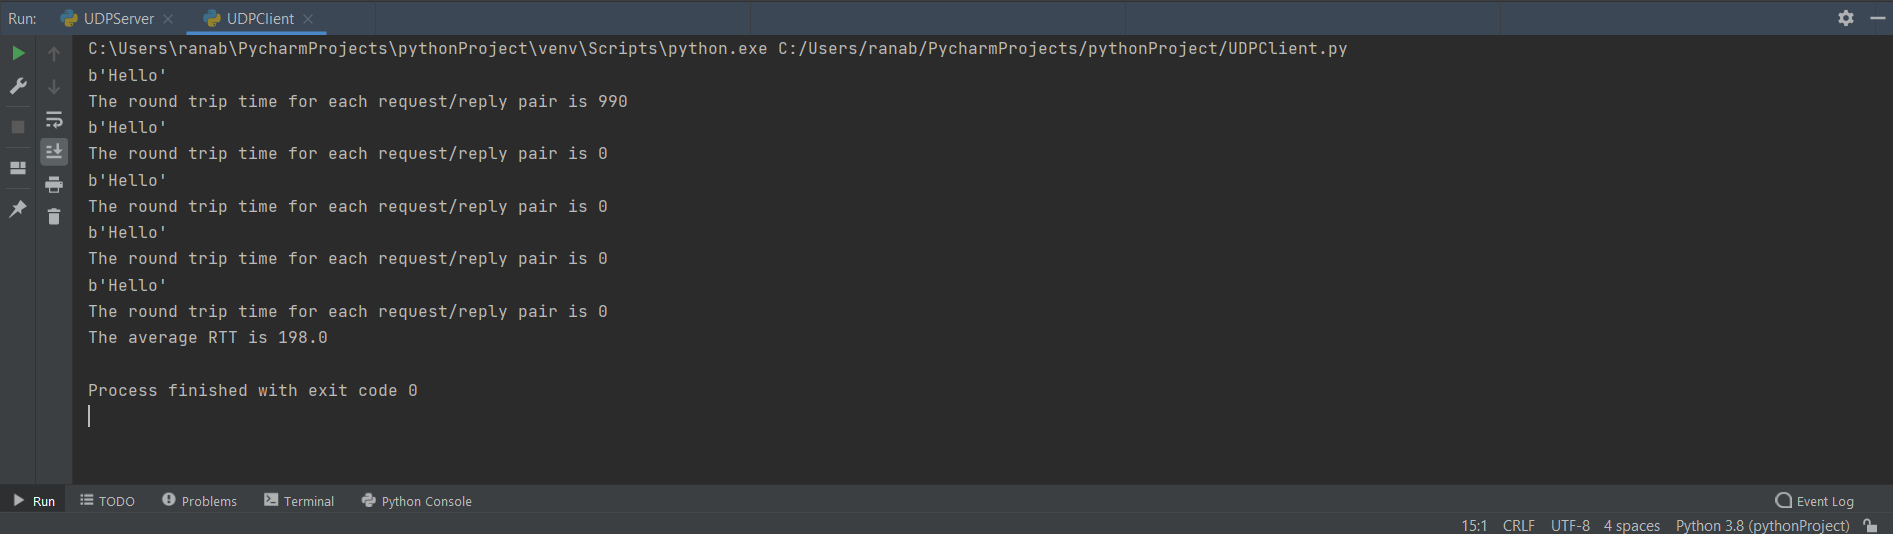 Run: UDPServer UDPClient
C:\Users\ranab\PycharmProjects\pythonProject\venv\Scripts\python.exe C:/Users/ranab/PycharmProjects/pythonProject/UDPClient.py
b'Hello'
The round trip time for each request/reply pair is 990
b'Hello'
The round trip time for each request/reply pair is 0
b'Hello'
The round trip time for each request/reply pair is 0
b'Hello'
The round trip time for each request/reply pair is 0
b'Hello'
The round trip time for each request/reply pair is 0
The average RTT is 198.0
Process finished with exit code 0
Run TODO Problems Terminal Python Console Event Log
15:1 CRLF UTF-8 4 spaces Python 3.8 (pythonProject)